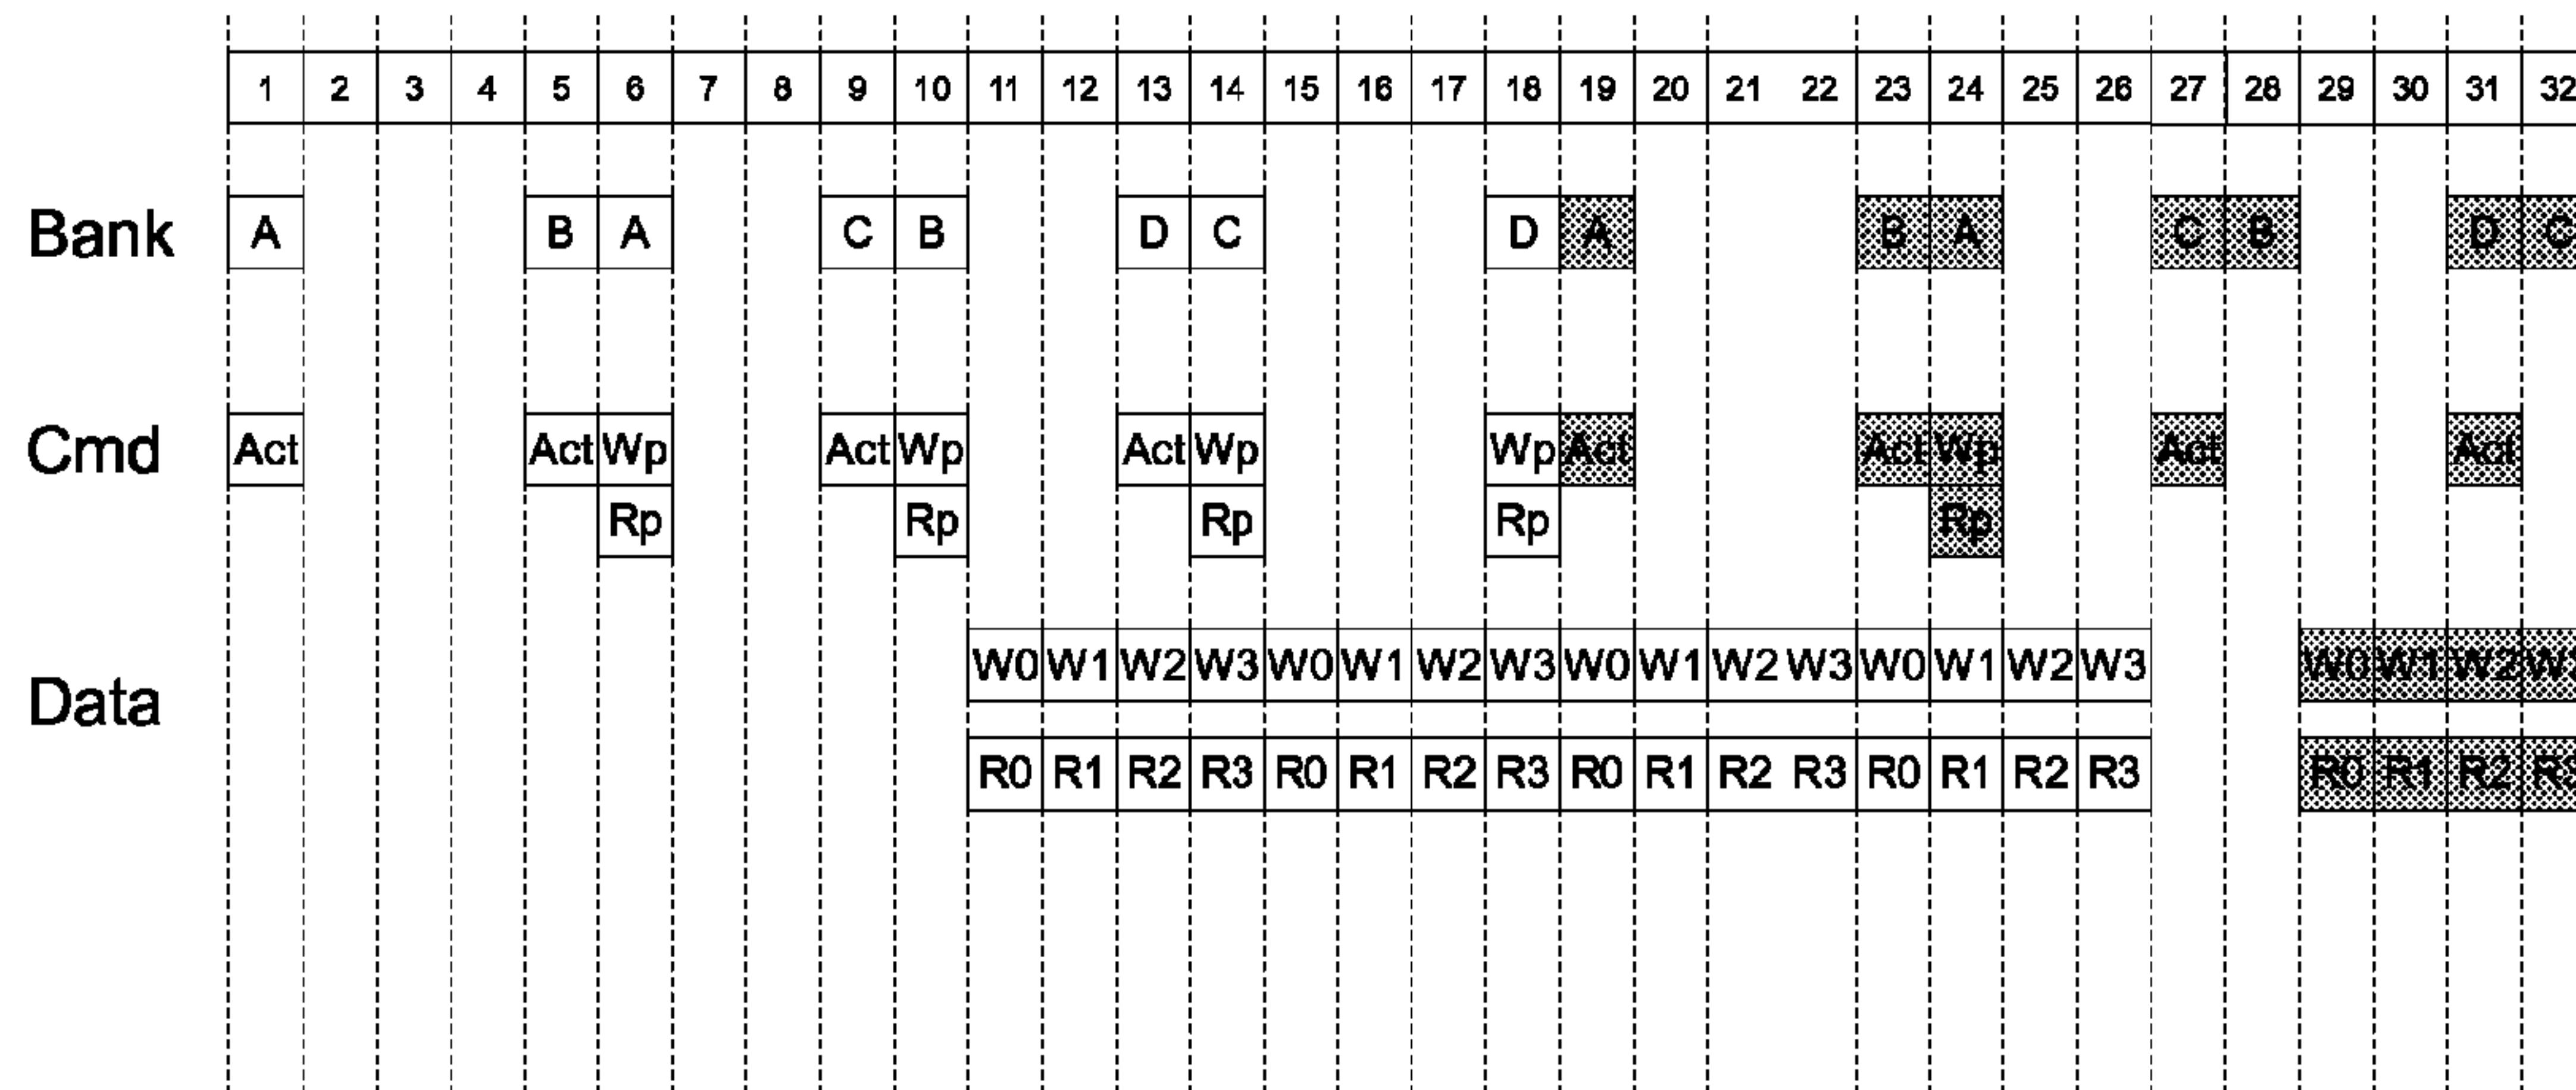 1 2 3 4 5 6 7 8 9 10 11 12 13 14 15 16 17 18 19 20 21 22 23 24 25 26 27 28 29 30 31 32
Bank A B A C B D C D A B A C B D C
Cmd Act Act Wp Act Wp Act Wp Wp Act Act Wp Act Act
Rp Rp Rp Rp Rp
Data
W0 W1 W2 W3 W0 W1 W2 W3 W0 W1 W2 W3 W0 W1 W2 W3 W0 W1 W2
R0 R1 R2 R3 R0 R1 R2 R3 R0 R1 R2 R3 R0 R1 R2 R3 R0 R1 R2 R3